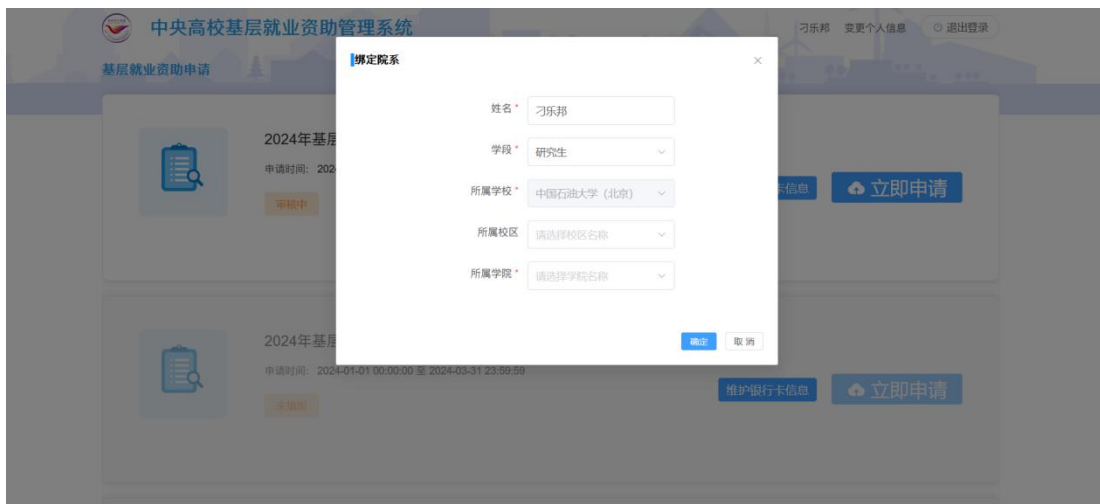 中央高校基层就业资助管理系统
刁乐邦 变更个人信息 退出登录
基层就业资助申请
绑定院系
姓名* 刁乐邦
学段* 研究生
所属学校* 中国石油大学（北京）
所属校区 请选择校区名称
所属学院* 请选择学院名称
确定 取消
2024年基层
申请时间: 202
审核中
卡信息
立即申请
2024年基层
申请时间: 2024-01-01 00:00:00 至 2024-03-31 23:59:59
维护银行卡信息
立即申请